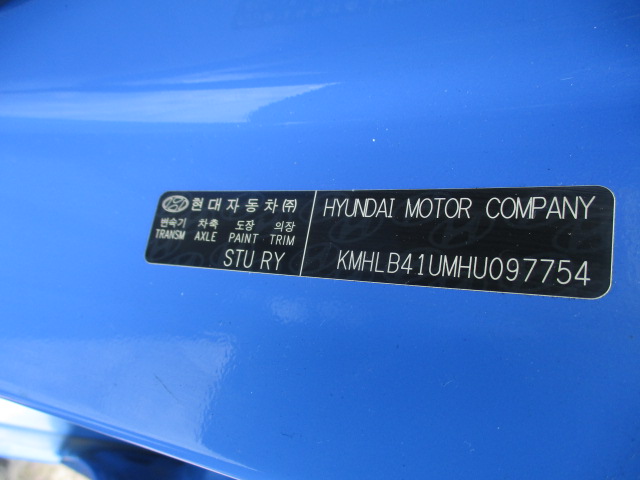 현대자동차㈜
변속기 차축 도장 의장
TRANSM AXLE PAINT TRIM
STU RY
HYUNDAI MOTOR COMPANY
KMHLB41UMHU097754